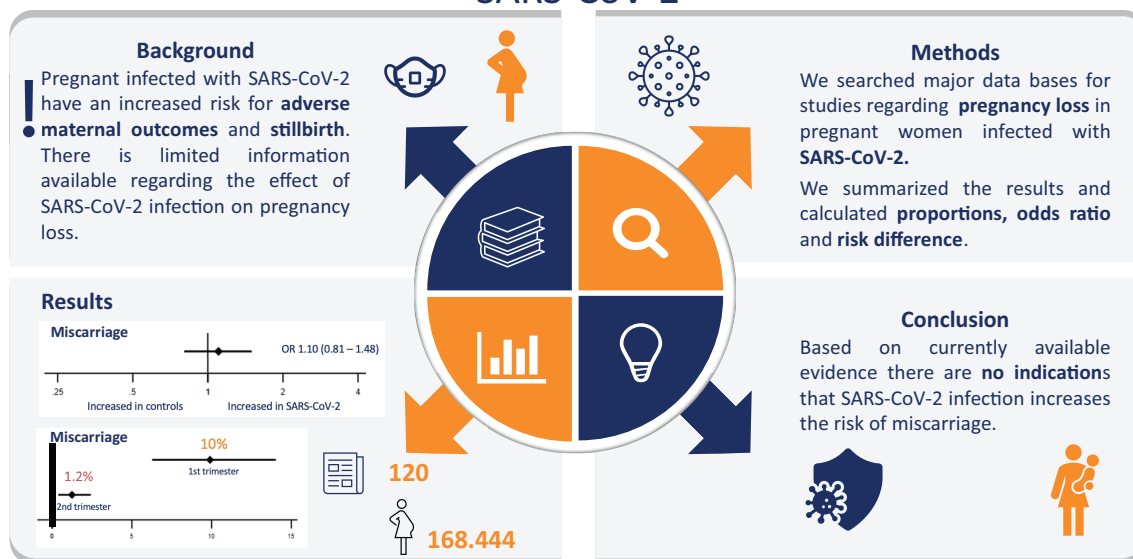 SARS-CoV-2
Background
! Pregnant infected with SARS-CoV-2
have an increased risk for adverse
maternal outcomes and stillbirth.
There is limited information
available regarding the effect of
SARS-CoV-2 infection on pregnancy
loss.
Methods
We searched major data bases for
studies regarding pregnancy loss in
pregnant women infected with
SARS-CoV-2.
We summarized the results and
calculated proportions, odds ratio
and risk difference.
Results
Miscarriage
OR 1.10 (0.81 – 1.48)
.25 .5 1 2 4
Increased in controls Increased in SARS-CoV-2
Miscarriage
10%
1st trimester
1.2%
2nd trimester
0 5 10 15
120
168.444
Conclusion
Based on currently available
evidence there are no indications
that SARS-CoV-2 infection increases
the risk of miscarriage.